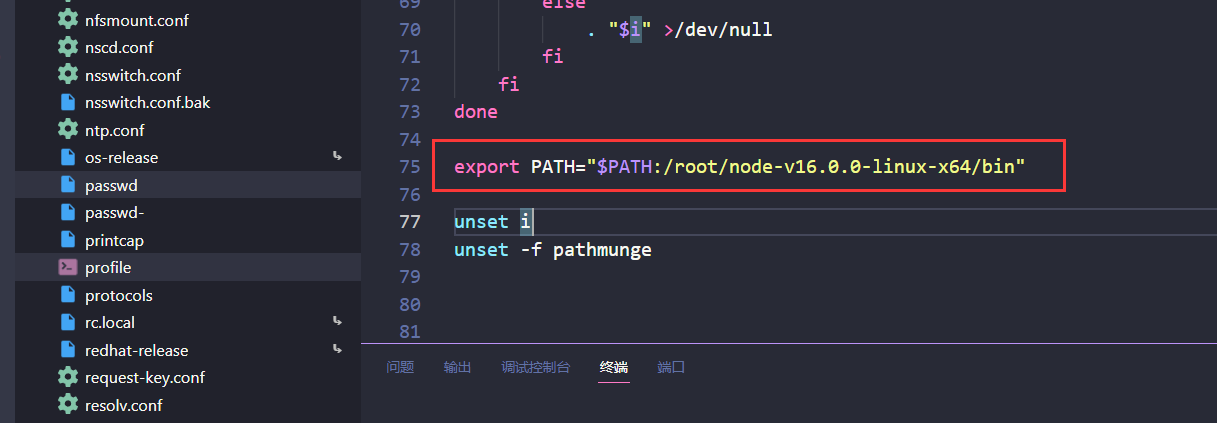 nfsmount.conf
nscd.conf
nsswitch.conf
nsswitch.conf.bak
ntp.conf
os-release
passwd
passwd-
printcap
profile
protocols
rc.local
redhat-release
request-key.conf
resolv.conf
69 else
70 . "$i" >/dev/null
71 fi
72 fi
73 done
74
75 export PATH="$PATH:/root/node-v16.0.0-linux-x64/bin"
76
77 unset i
78 unset -f pathmunge
79
80
81
问题 输出 调试控制台 终端 端口